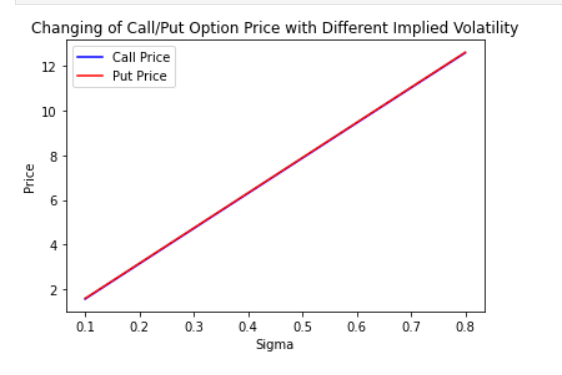 Changing of Call/Put Option Price with Different Implied Volatility
Call Price
Put Price
12
10
8
6
4
2
Price
0.1 0.2 0.3 0.4 0.5 0.6 0.7 0.8
Sigma